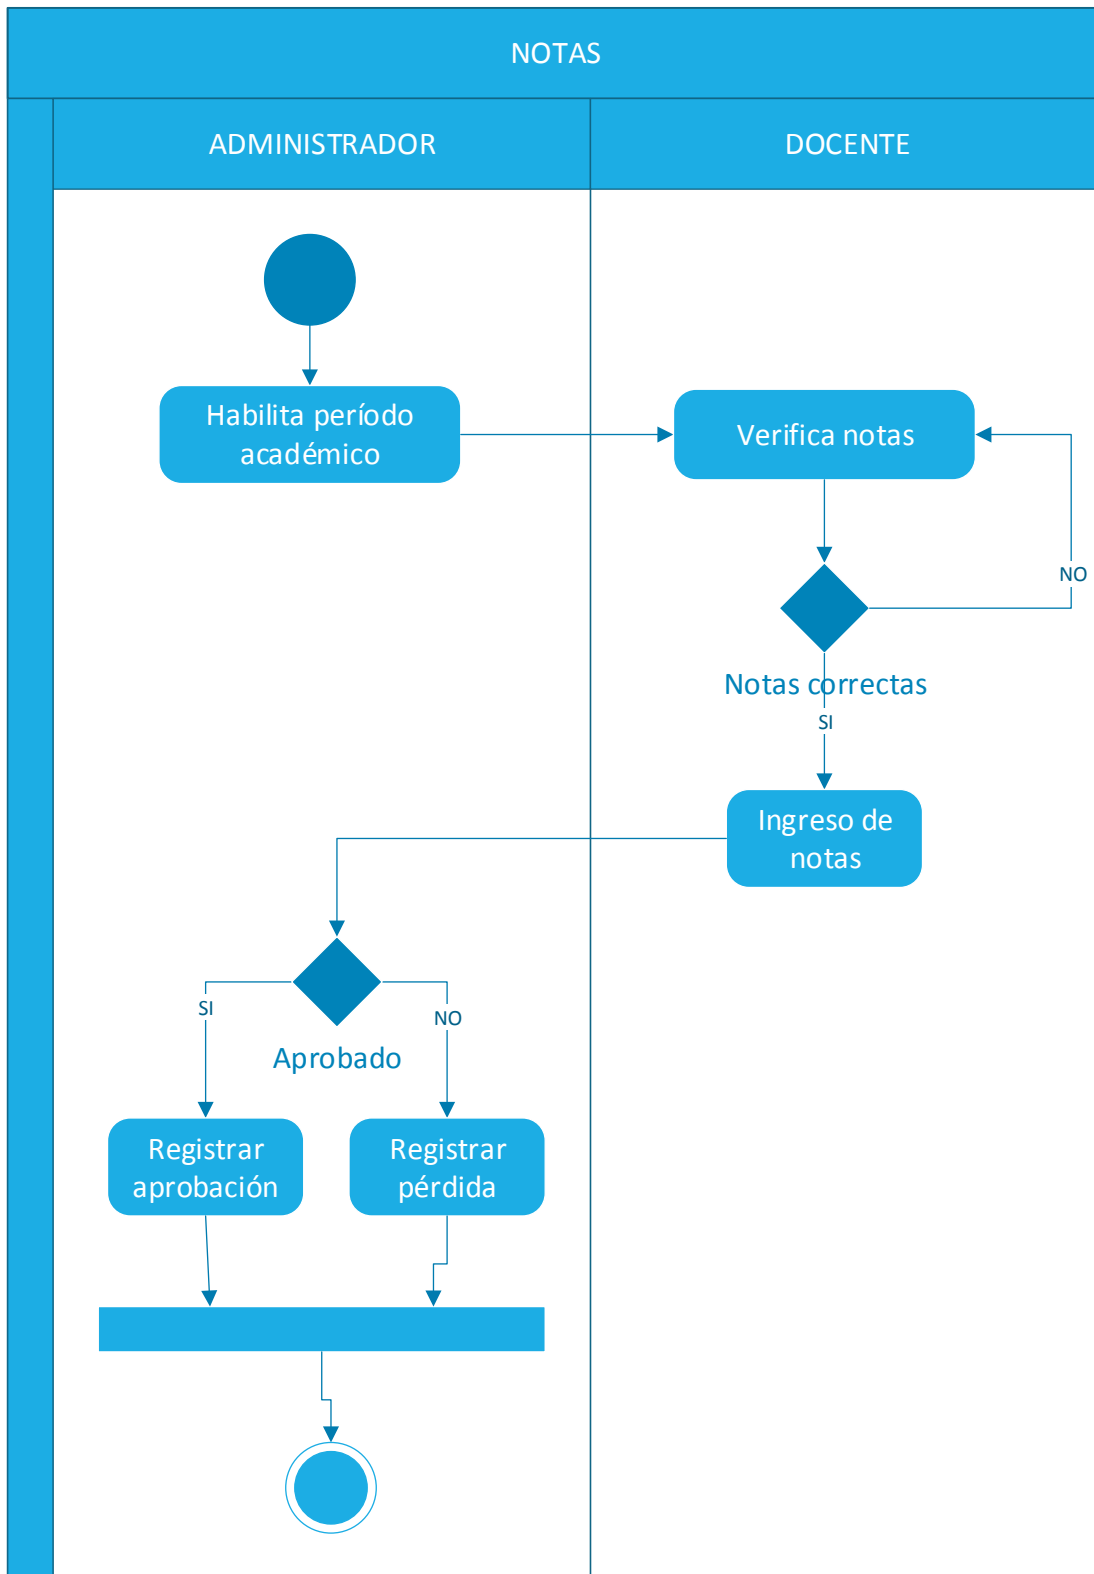 NOTAS
ADMINISTRADOR
DOCENTE
Habilita período
académico
Verifica notas
NO
Notas correctas
SI
Ingreso de
notas
SI
NO
Aprobado
Registrar
aprobación
Registrar
pérdida